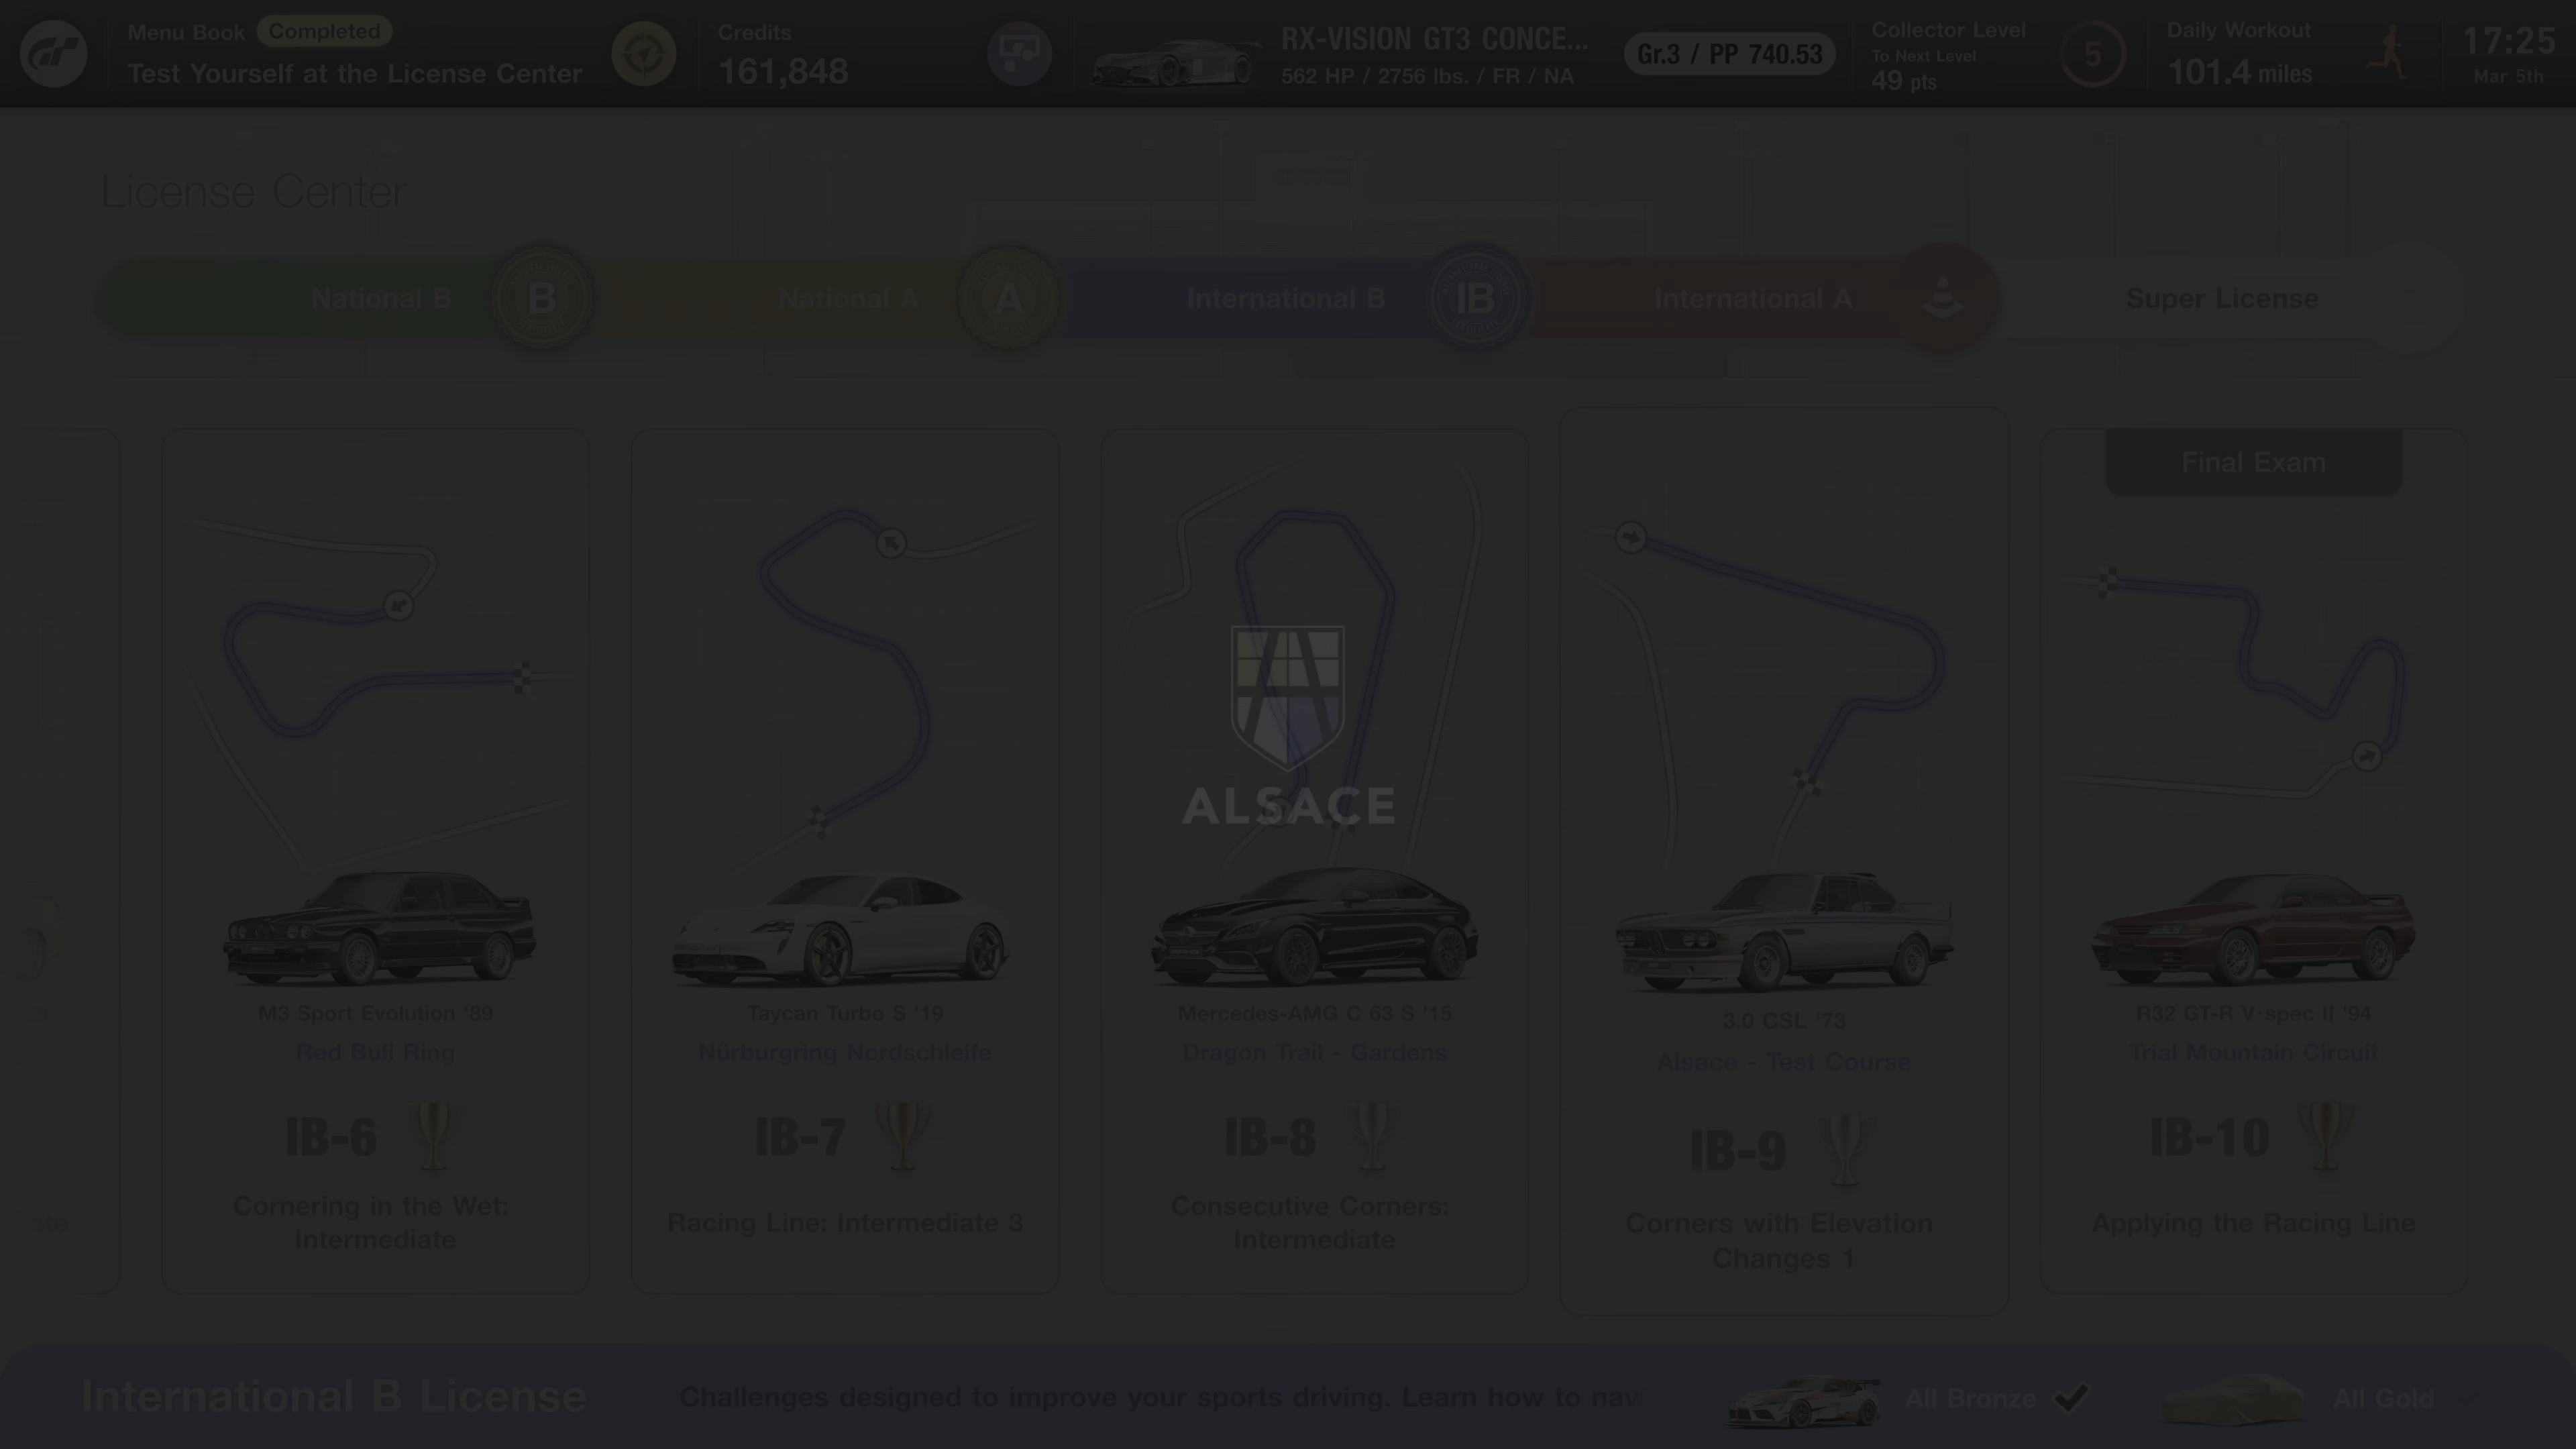 Menu Book Completed
Test Yourself at the License Center
Credits
161,848
RX-VISION GT3 CONCE...
562 HP / 2756 lbs. / FR / NA
Gr.3 / PP 740.53
Collector Level
To Next Level
49 pts
5
Daily Workout
101.4 miles
17:25
Mar 5th
License Center
National B
B
National A
A
International B
IB
International A
Super License
Final Exam
ALSACE
M3 Sport Evolution '89
Red Bull Ring
IB-6
Cornering in the Wet:
Intermediate
Taycan Turbo S '19
Nürburgring Nordschleife
IB-7
Racing Line: Intermediate 3
Mercedes-AMG C 63 S '15
Dragon Trail - Gardens
IB-8
Consecutive Corners:
Intermediate
3.0 CSL '73
Alsace - Test Course
IB-9
Corners with Elevation
Changes 1
R32 GT-R V·spec II '94
Trial Mountain Circuit
IB-10
Applying the Racing Line
International B License
Challenges designed to improve your sports driving. Learn how to nav
All Bronze
All Gold